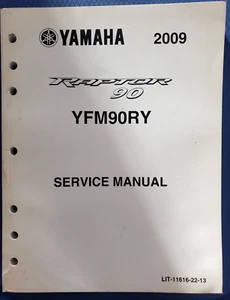 YAMAHA 2009
RAPTOR
90
YFM90RY
SERVICE MANUAL
LIT-11616-22-13